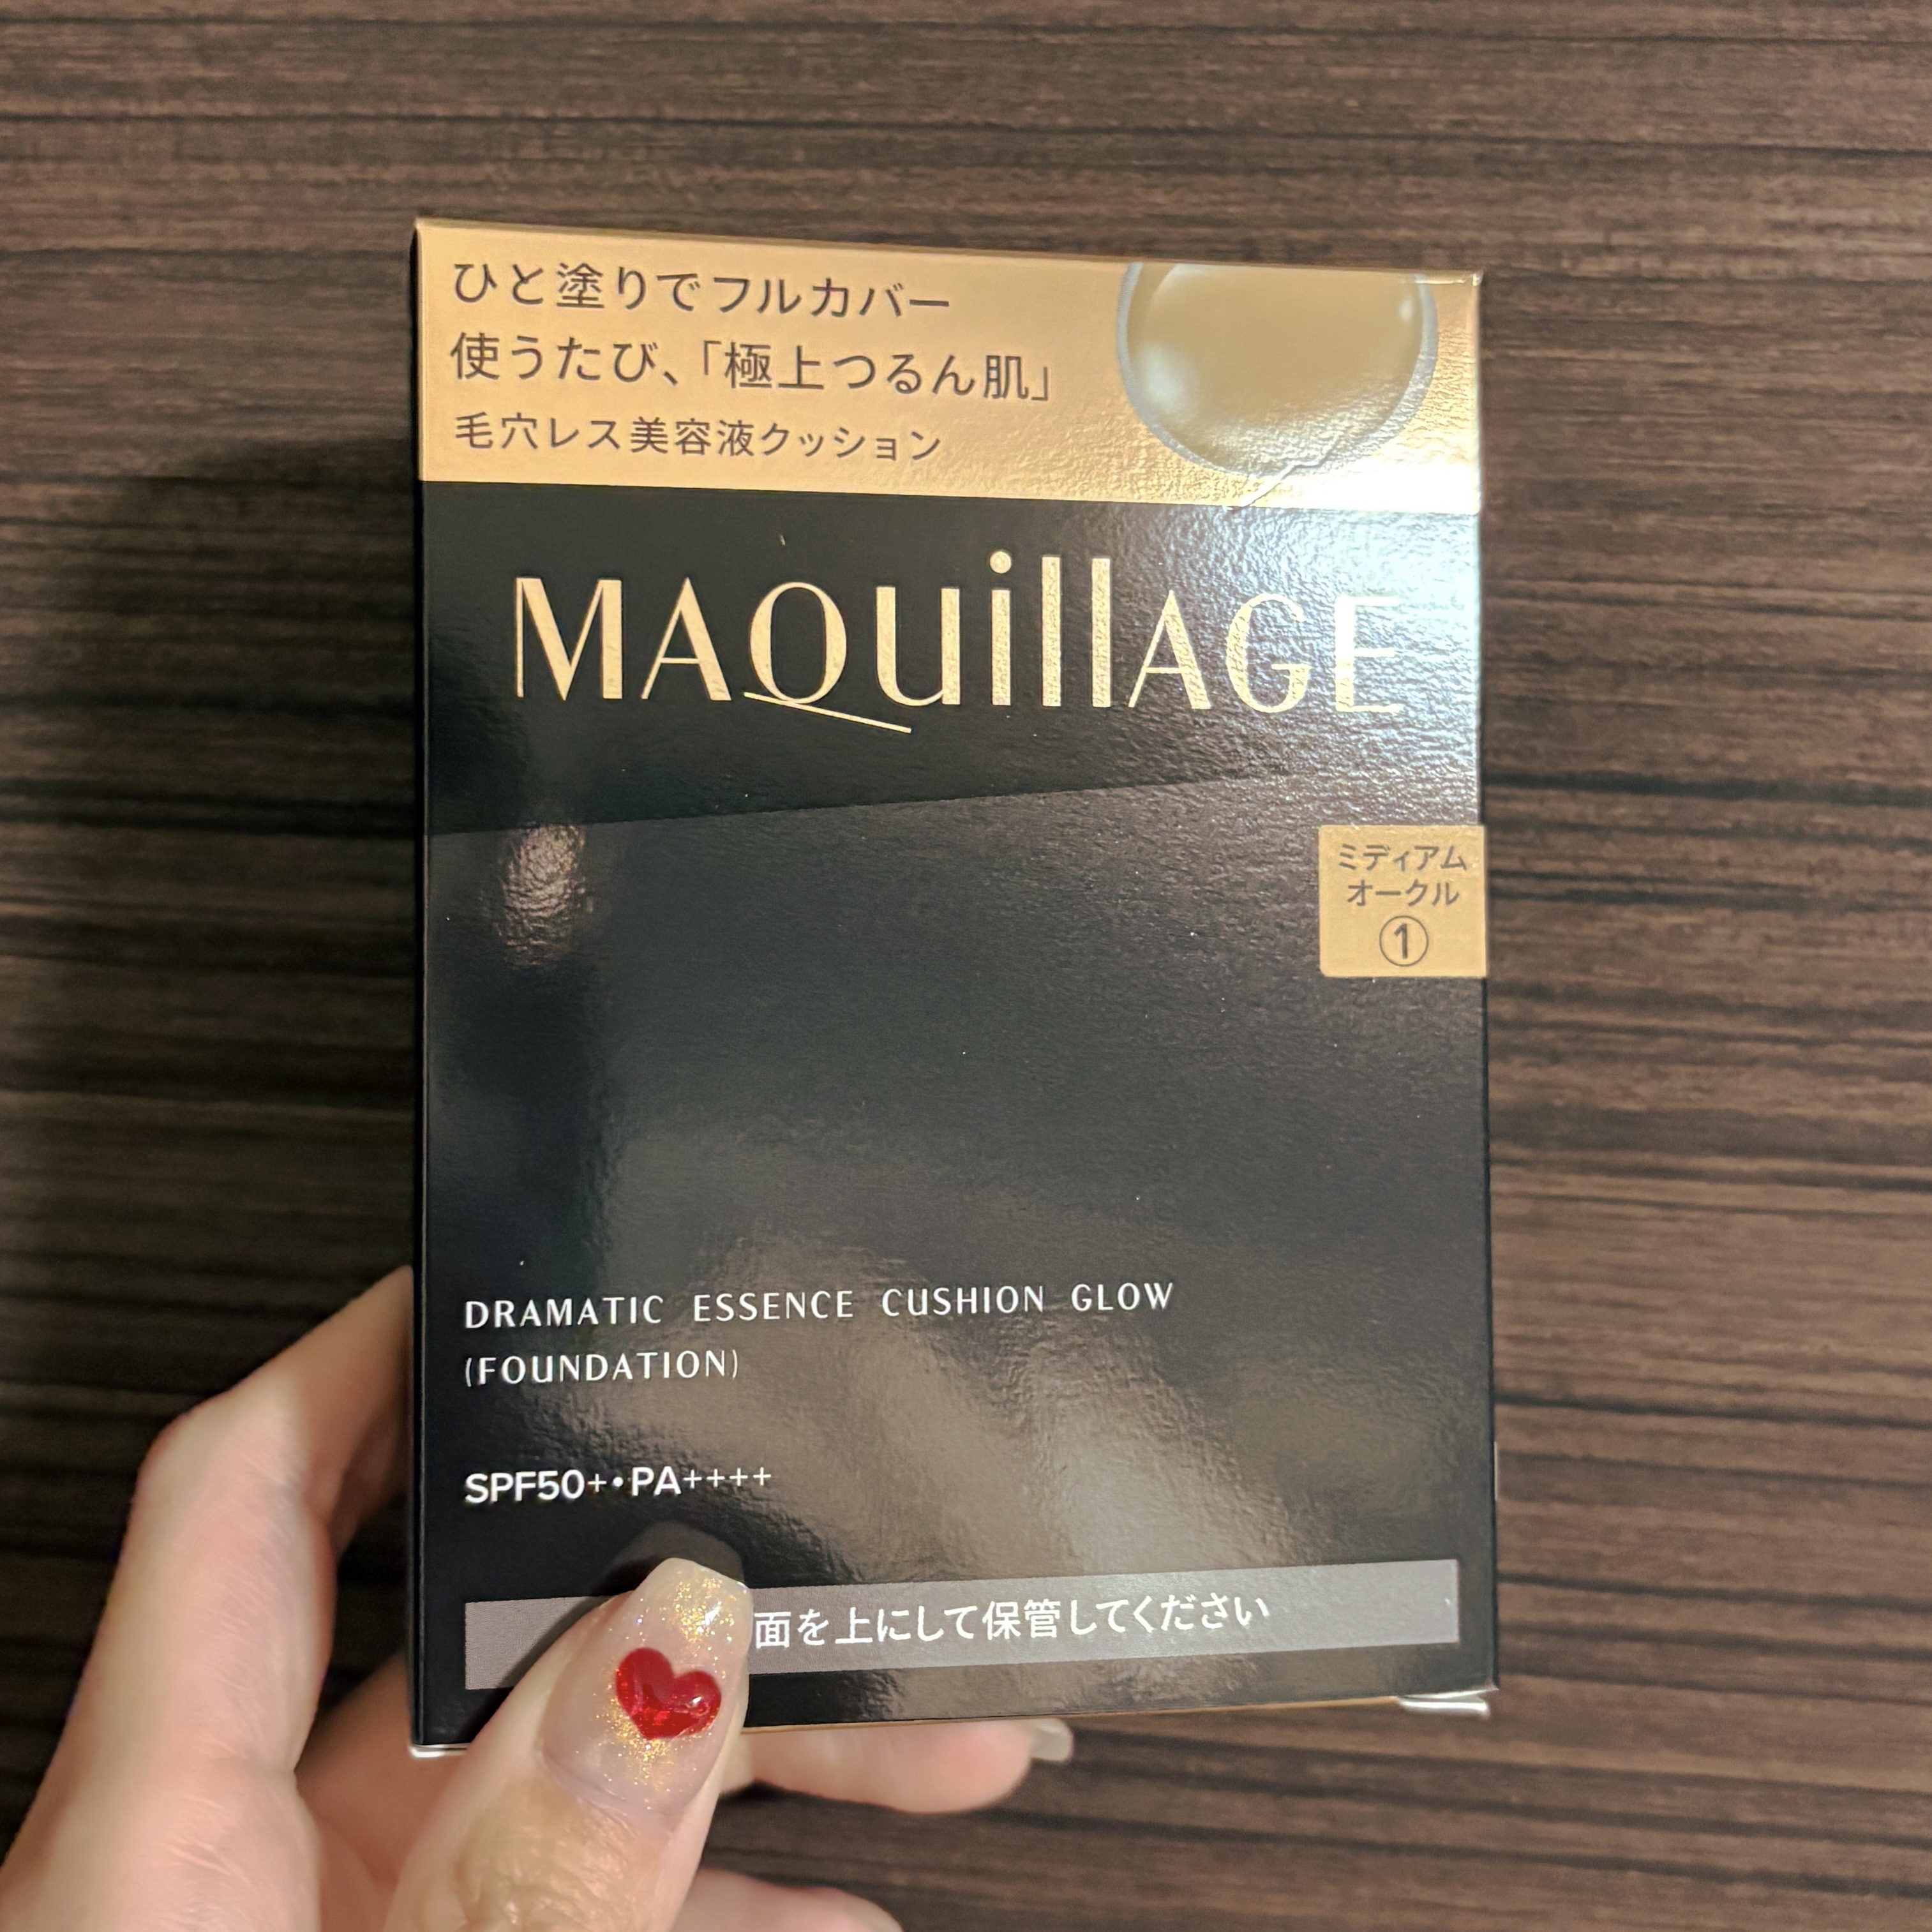 ひと塗りでフルカバー
使うたび、「極上つるん肌」
毛穴レス美容液クッション
MAQuillAGE
ミディアム
オークル
①
DRAMATIC ESSENCE CUSHION GLOW
(FOUNDATION)
SPF50+・PA++++
面を上にして保管してください